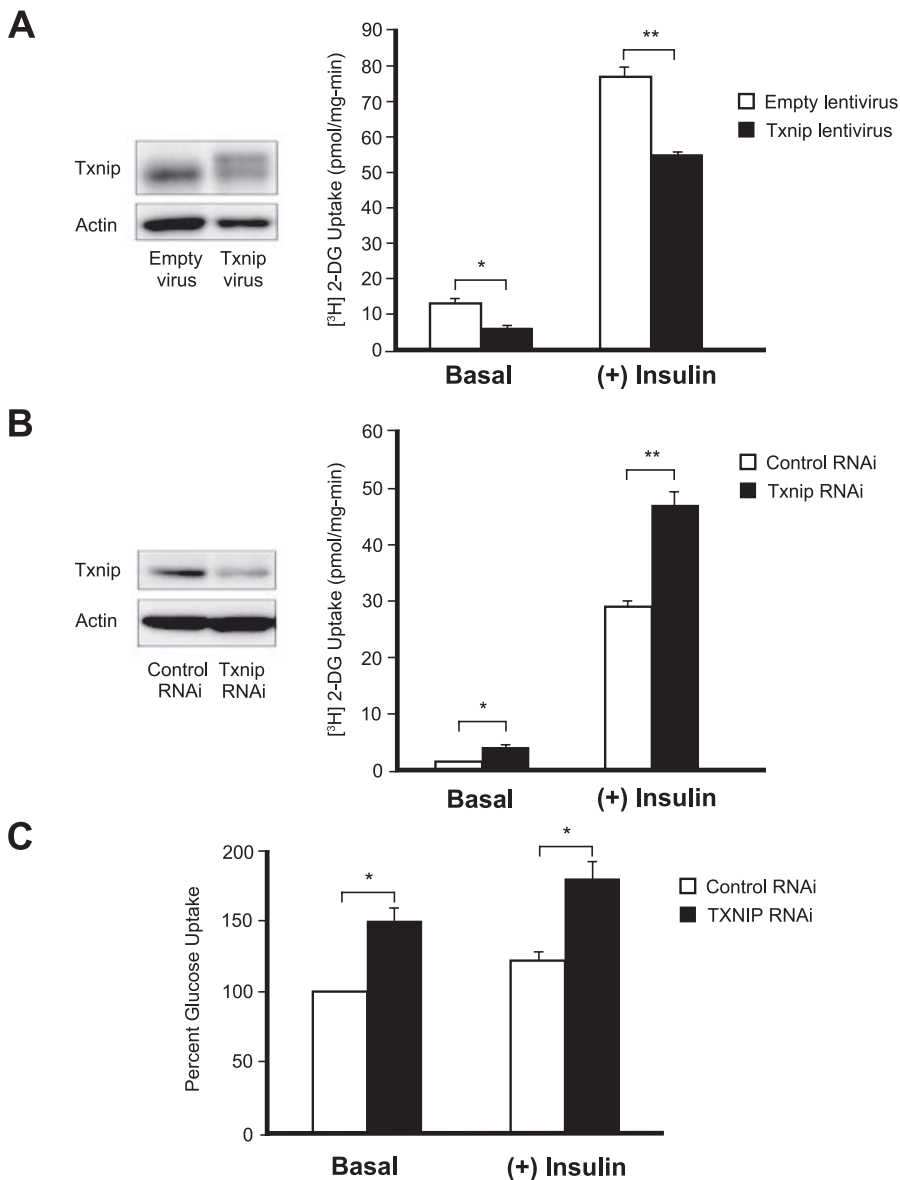 A
Txnip
Actin
Empty virus
Txnip virus
[³H] 2-DG Uptake (pmol/mg-min)
90
80
70
60
50
40
30
20
10
0
*
**
Basal
(+) Insulin
Empty lentivirus
Txnip lentivirus
B
Txnip
Actin
Control RNAi
Txnip RNAi
[³H] 2-DG Uptake (pmol/mg-min)
60
50
40
30
20
10
0
*
**
Basal
(+) Insulin
Control RNAi
Txnip RNAi
C
Percent Glucose Uptake
200
150
100
50
0
*
*
Basal
(+) Insulin
Control RNAi
TXNIP RNAi